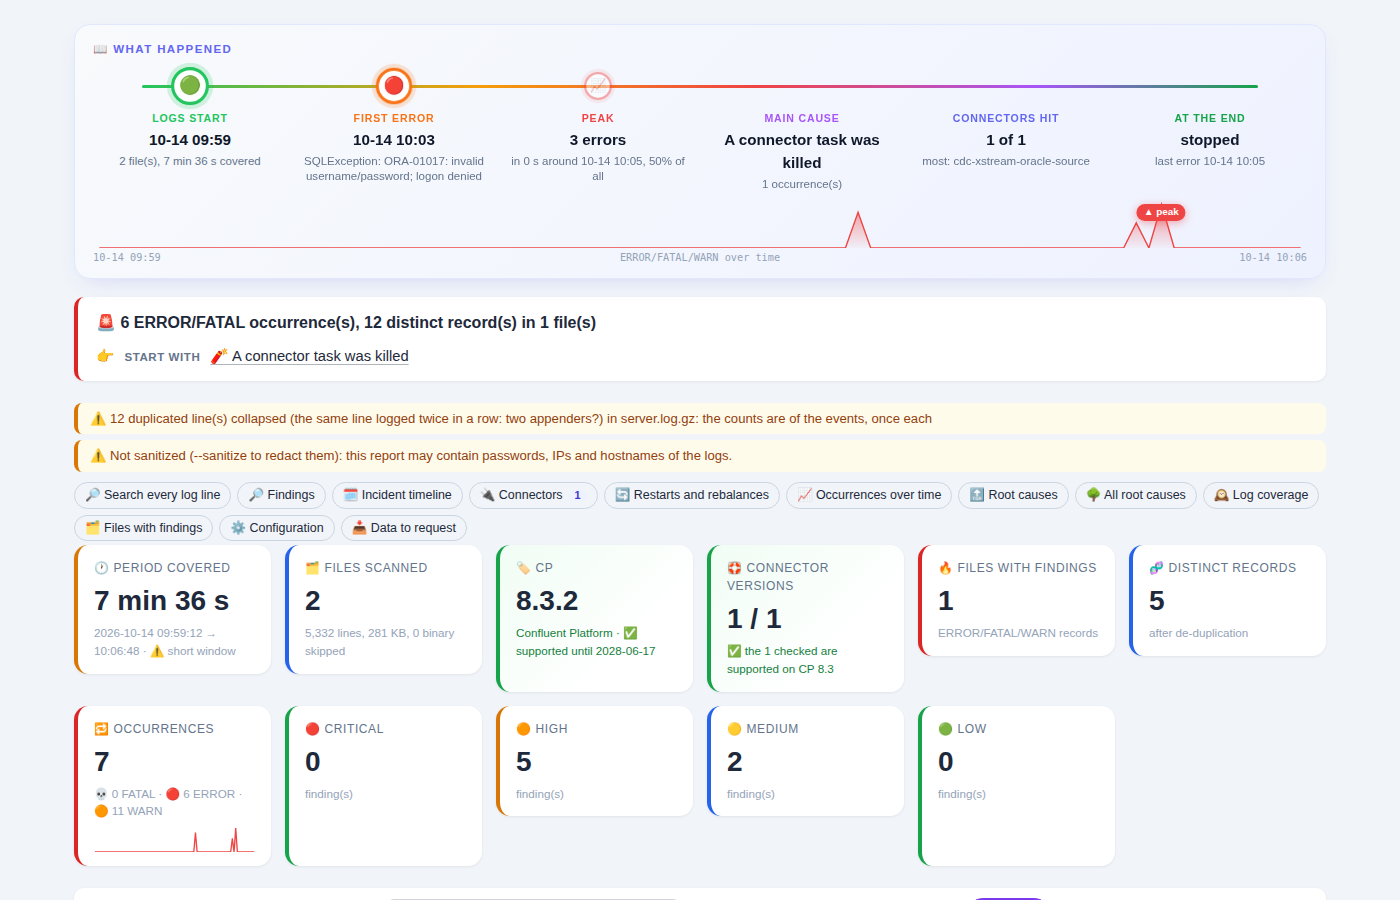 📖 WHAT HAPPENED
LOGS START
10-14 09:59
2 file(s), 7 min 36 s covered
FIRST ERROR
10-14 10:03
SQLException: ORA-01017: invalid
username/password; logon denied
PEAK
3 errors
in 0 s around 10-14 10:05, 50% of
all
MAIN CAUSE
A connector task was
killed
1 occurrence(s)
CONNECTORS HIT
1 of 1
most: cdc-xstream-oracle-source
AT THE END
stopped
last error 10-14 10:05
▲ peak
10-14 09:59
ERROR/FATAL/WARN over time
10-14 10:06
🚨 6 ERROR/FATAL occurrence(s), 12 distinct record(s) in 1 file(s)
👉 START WITH 🧨 A connector task was killed
⚠️ 12 duplicated line(s) collapsed (the same line logged twice in a row: two appenders?) in server.log.gz: the counts are of the events, once each
⚠️ Not sanitized (--sanitize to redact them): this report may contain passwords, IPs and hostnames of the logs.
🔎 Search every log line
🔎 Findings
🗓️ Incident timeline
🔌 Connectors 1
🔄 Restarts and rebalances
📈 Occurrences over time
⬆️ Root causes
🌳 All root causes
🕰️ Log coverage
🗂️ Files with findings
⚙️ Configuration
📥 Data to request
🕐 PERIOD COVERED
7 min 36 s
2026-10-14 09:59:12 →
10:06:48 · ⚠️ short window
🗂️ FILES SCANNED
2
5,332 lines, 281 KB, 0 binary
skipped
🏷️ CP
8.3.2
Confluent Platform · ✅
supported until 2028-06-17
🛟 CONNECTOR
VERSIONS
1 / 1
✅ the 1 checked are
supported on CP 8.3
🔥 FILES WITH FINDINGS
1
ERROR/FATAL/WARN records
🧬 DISTINCT RECORDS
5
after de-duplication
🔁 OCCURRENCES
7
💀 0 FATAL · 🔴 6 ERROR ·
🟠 11 WARN
🔴 CRITICAL
0
finding(s)
🟠 HIGH
5
finding(s)
🟡 MEDIUM
2
finding(s)
🟢 LOW
0
finding(s)